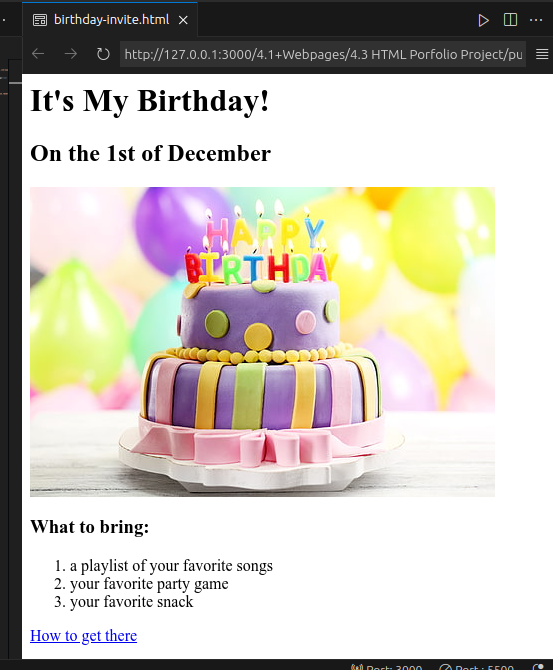 birthday-invite.html
http://127.0.0.1:3000/4.1+Webpages/4.3 HTML Porfolio Project/pu
It's My Birthday!
On the 1st of December
HAPPY
BIRTHDAY
What to bring:
1. a playlist of your favorite songs
2. your favorite party game
3. your favorite snack
How to get there
Port: 3000 Port : 5500